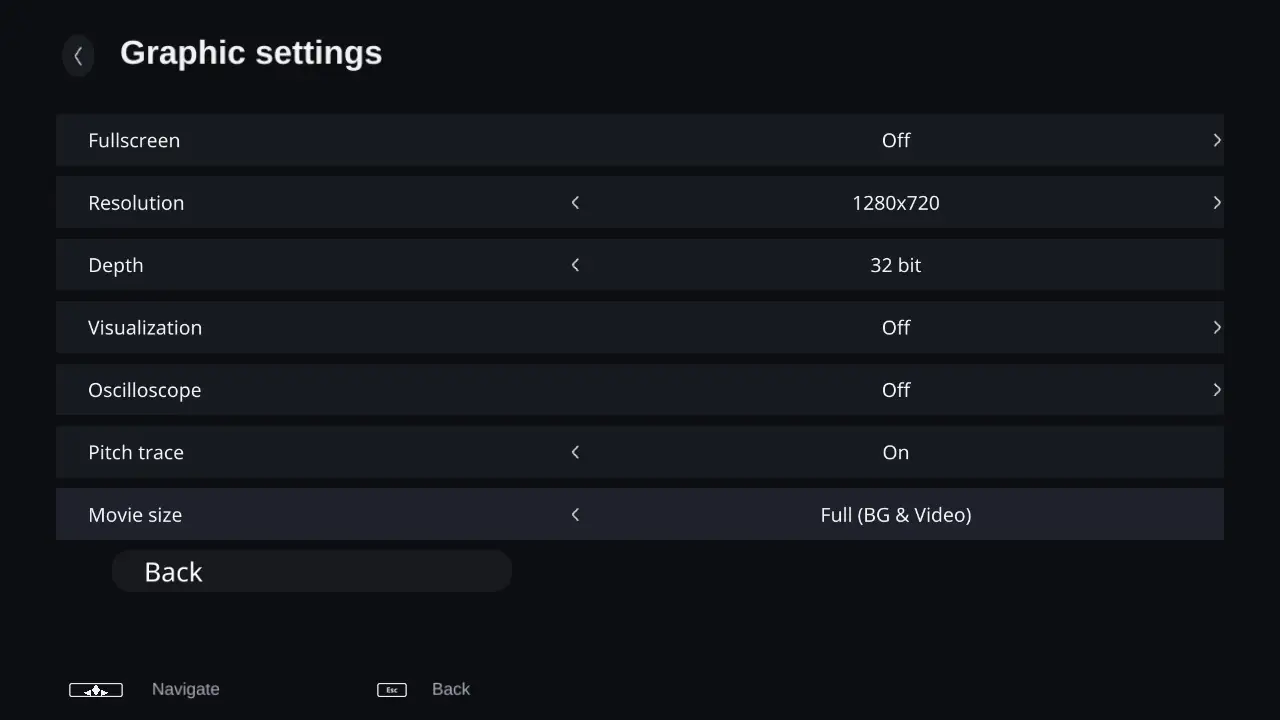 Graphic settings
Fullscreen Off
Resolution 1280x720
Depth 32 bit
Visualization Off
Oscilloscope Off
Pitch trace On
Movie size Full (BG & Video)
Back
Navigate Esc Back